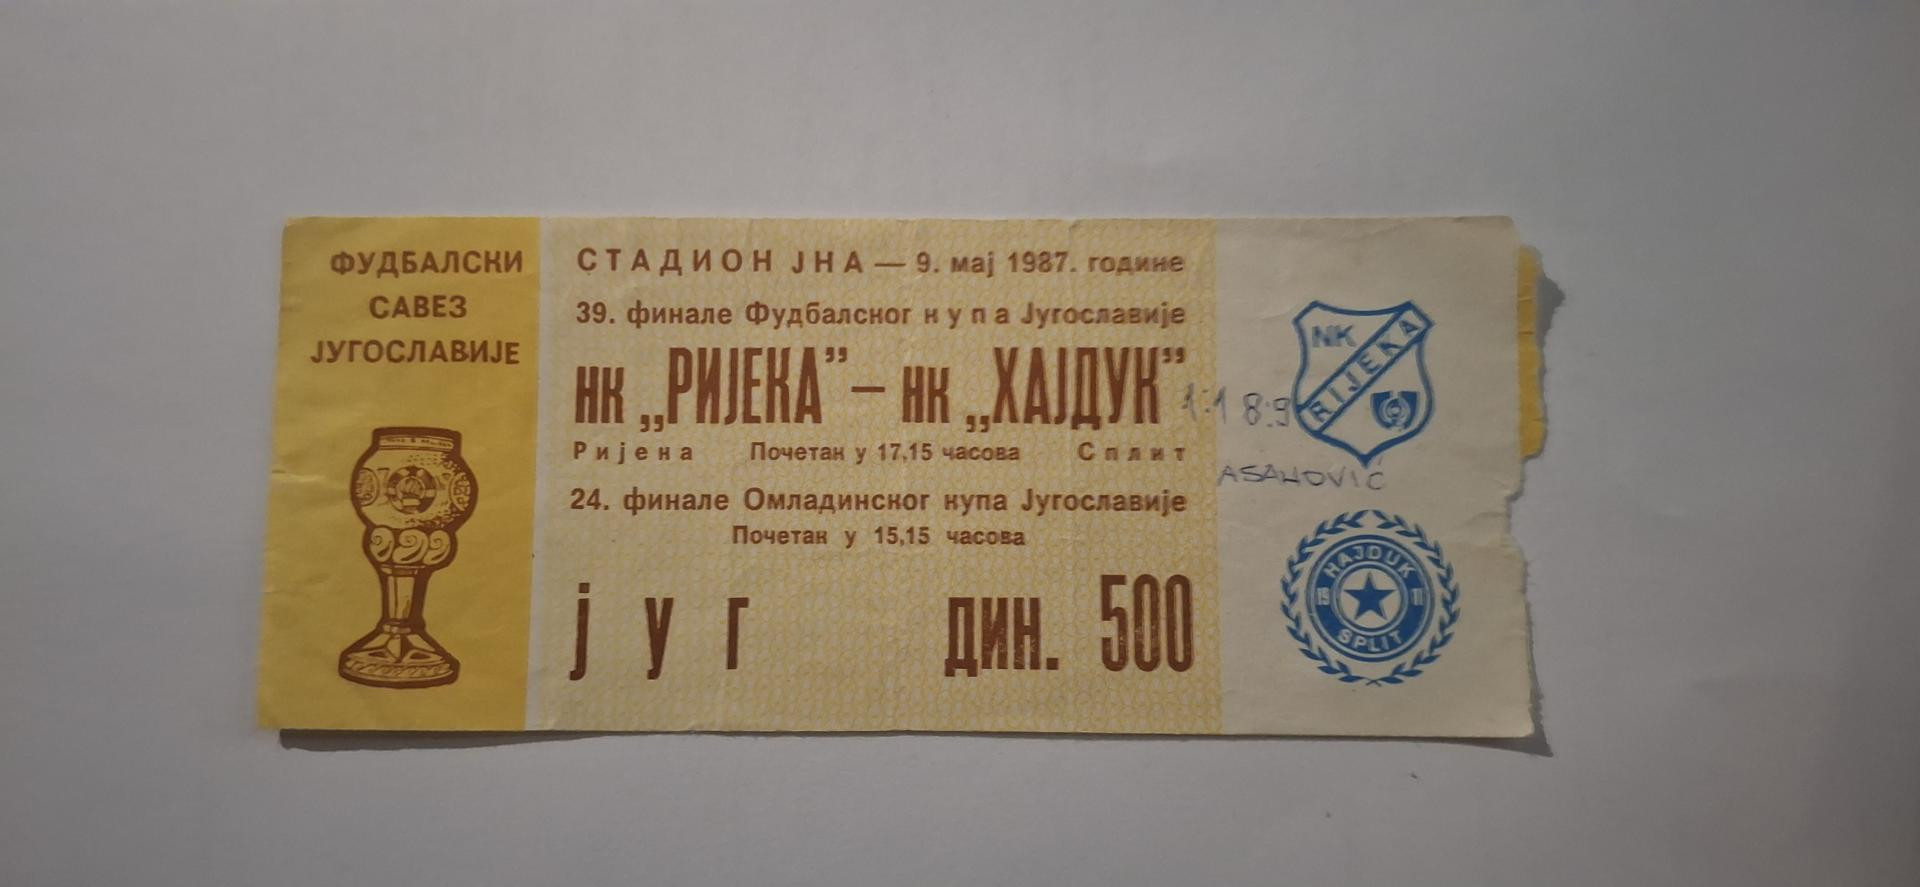 ФУДБАЛСКИ
САВЕЗ
ЈУГОСЛАВИЈЕ
СТАДИОН ЈНА — 9. мај 1987. године
39. финале Фудбалског купа Југославије
НК „РИЈЕКА” — НК „ХАЈДУК”
1:1 8:9
Ријека Почетак у 17,15 часова Сплит
24. финале Омладинског купа Југославије
Почетак у 15,15 часова
ЈУГ ДИН. 500
NK
RIJEKA
ASANOVIĆ
HAJDUK
1911
SPLIT